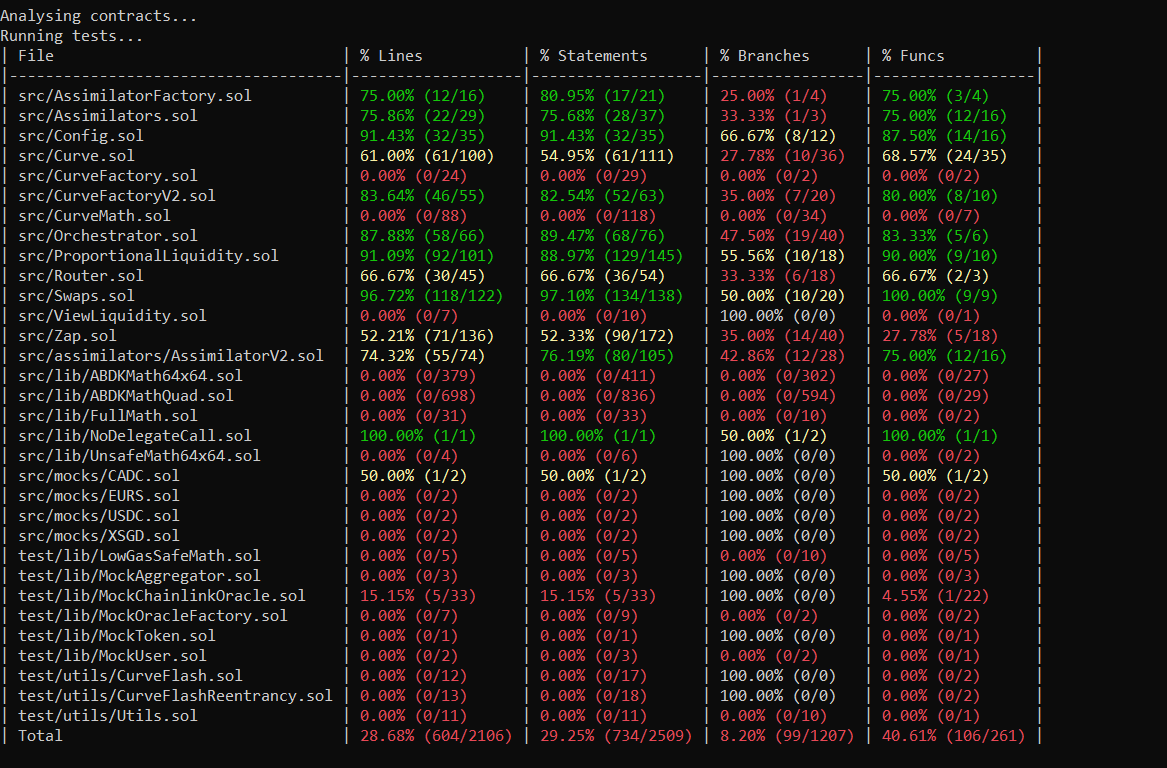 Analysing contracts...
Running tests...
| File | % Lines | % Statements | % Branches | % Funcs |
|-------------------------------------|-------------------|-------------------|-----------------|------------------|
| src/AssimilatorFactory.sol | 75.00% (12/16) | 80.95% (17/21) | 25.00% (1/4) | 75.00% (3/4) |
| src/Assimilators.sol | 75.86% (22/29) | 75.68% (28/37) | 33.33% (1/3) | 75.00% (12/16) |
| src/Config.sol | 91.43% (32/35) | 91.43% (32/35) | 66.67% (8/12) | 87.50% (14/16) |
| src/Curve.sol | 61.00% (61/100) | 54.95% (61/111) | 27.78% (10/36) | 68.57% (24/35) |
| src/CurveFactory.sol | 0.00% (0/24) | 0.00% (0/29) | 0.00% (0/2) | 0.00% (0/2) |
| src/CurveFactoryV2.sol | 83.64% (46/55) | 82.54% (52/63) | 35.00% (7/20) | 80.00% (8/10) |
| src/CurveMath.sol | 0.00% (0/88) | 0.00% (0/118) | 0.00% (0/34) | 0.00% (0/7) |
| src/Orchestrator.sol | 87.88% (58/66) | 89.47% (68/76) | 47.50% (19/40) | 83.33% (5/6) |
| src/ProportionalLiquidity.sol | 91.09% (92/101) | 88.97% (129/145) | 55.56% (10/18) | 90.00% (9/10) |
| src/Router.sol | 66.67% (30/45) | 66.67% (36/54) | 33.33% (6/18) | 66.67% (2/3) |
| src/Swaps.sol | 96.72% (118/122) | 97.10% (134/138) | 50.00% (10/20) | 100.00% (9/9) |
| src/ViewLiquidity.sol | 0.00% (0/7) | 0.00% (0/10) | 100.00% (0/0) | 0.00% (0/1) |
| src/Zap.sol | 52.21% (71/136) | 52.33% (90/172) | 35.00% (14/40) | 27.78% (5/18) |
| src/assimilators/AssimilatorV2.sol | 74.32% (55/74) | 76.19% (80/105) | 42.86% (12/28) | 75.00% (12/16) |
| src/lib/ABDKMath64x64.sol | 0.00% (0/379) | 0.00% (0/411) | 0.00% (0/302) | 0.00% (0/27) |
| src/lib/ABDKMathQuad.sol | 0.00% (0/698) | 0.00% (0/836) | 0.00% (0/594) | 0.00% (0/29) |
| src/lib/FullMath.sol | 0.00% (0/31) | 0.00% (0/33) | 0.00% (0/10) | 0.00% (0/2) |
| src/lib/NoDelegateCall.sol | 100.00% (1/1) | 100.00% (1/1) | 50.00% (1/2) | 100.00% (1/1) |
| src/lib/UnsafeMath64x64.sol | 0.00% (0/4) | 0.00% (0/6) | 100.00% (0/0) | 0.00% (0/2) |
| src/mocks/CADC.sol | 50.00% (1/2) | 50.00% (1/2) | 100.00% (0/0) | 50.00% (1/2) |
| src/mocks/EURS.sol | 0.00% (0/2) | 0.00% (0/2) | 100.00% (0/0) | 0.00% (0/2) |
| src/mocks/USDC.sol | 0.00% (0/2) | 0.00% (0/2) | 100.00% (0/0) | 0.00% (0/2) |
| src/mocks/XSGD.sol | 0.00% (0/2) | 0.00% (0/2) | 100.00% (0/0) | 0.00% (0/2) |
| test/lib/LowGasSafeMath.sol | 0.00% (0/5) | 0.00% (0/5) | 0.00% (0/10) | 0.00% (0/5) |
| test/lib/MockAggregator.sol | 0.00% (0/3) | 0.00% (0/3) | 100.00% (0/0) | 0.00% (0/3) |
| test/lib/MockChainlinkOracle.sol | 15.15% (5/33) | 15.15% (5/33) | 100.00% (0/0) | 4.55% (1/22) |
| test/lib/MockOracleFactory.sol | 0.00% (0/7) | 0.00% (0/9) | 0.00% (0/2) | 0.00% (0/2) |
| test/lib/MockToken.sol | 0.00% (0/1) | 0.00% (0/1) | 100.00% (0/0) | 0.00% (0/1) |
| test/lib/MockUser.sol | 0.00% (0/2) | 0.00% (0/3) | 0.00% (0/2) | 0.00% (0/1) |
| test/utils/CurveFlash.sol | 0.00% (0/12) | 0.00% (0/17) | 100.00% (0/0) | 0.00% (0/2) |
| test/utils/CurveFlashReentrancy.sol | 0.00% (0/13) | 0.00% (0/18) | 100.00% (0/0) | 0.00% (0/2) |
| test/utils/Utils.sol | 0.00% (0/11) | 0.00% (0/11) | 0.00% (0/10) | 0.00% (0/1) |
| Total | 28.68% (604/2106) | 29.25% (734/2509) | 8.20% (99/1207) | 40.61% (106/261) |